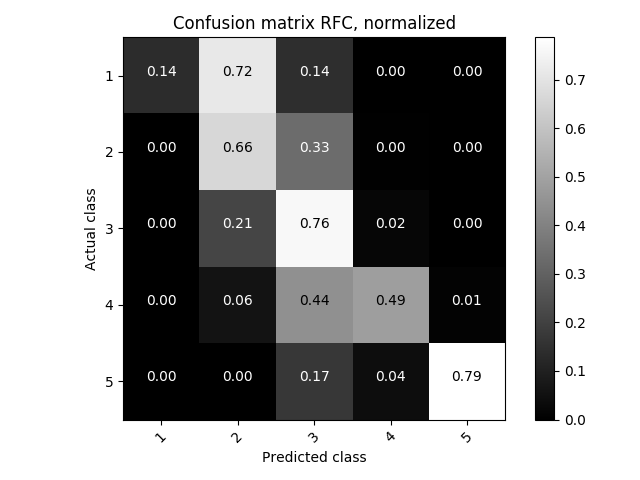 Confusion matrix RFC, normalized
Actual class
1 0.14 0.72 0.14 0.00 0.00
2 0.00 0.66 0.33 0.00 0.00
3 0.00 0.21 0.76 0.02 0.00
4 0.00 0.06 0.44 0.49 0.01
5 0.00 0.00 0.17 0.04 0.79
1 2 3 4 5
Predicted class
0.7
0.6
0.5
0.4
0.3
0.2
0.1
0.0